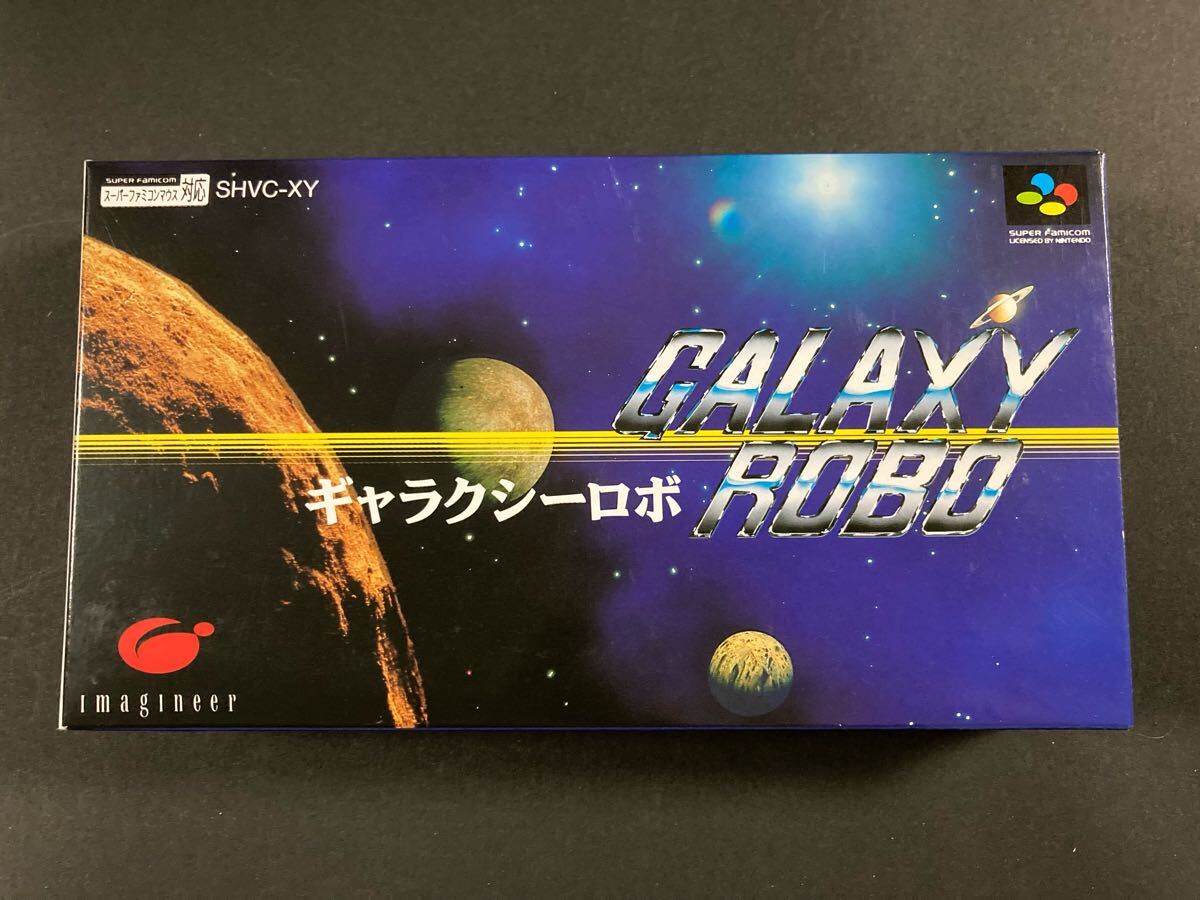 SUPER Famicom
スーパーファミコンマウス 対応 SHVC-XY
SUPER Famicom
LICENSED BY NINTENDO
GALAXY
ROBO
ギャラクシーロボ
imagineer